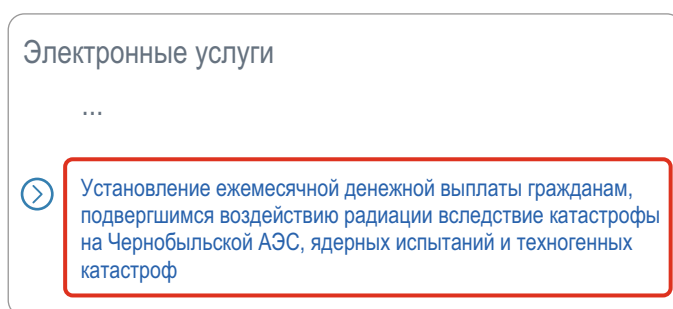 Электронные услуги
...
Установление ежемесячной денежной выплаты гражданам,
подвергшимся воздействию радиации вследствие катастрофы
на Чернобыльской АЭС, ядерных испытаний и техногенных
катастроф